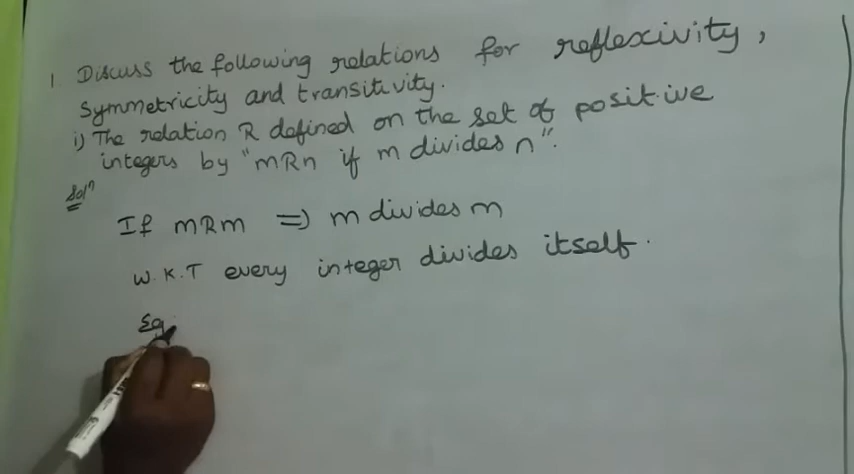 1. Discuss the following relations for reflexivity,
Symmetricity and transitivity.
i) The relation R defined on the set of positive
integers by "mRn if m divides n".
Soln
If mRm => m divides m
W.K.T every integer divides itself.
Eg